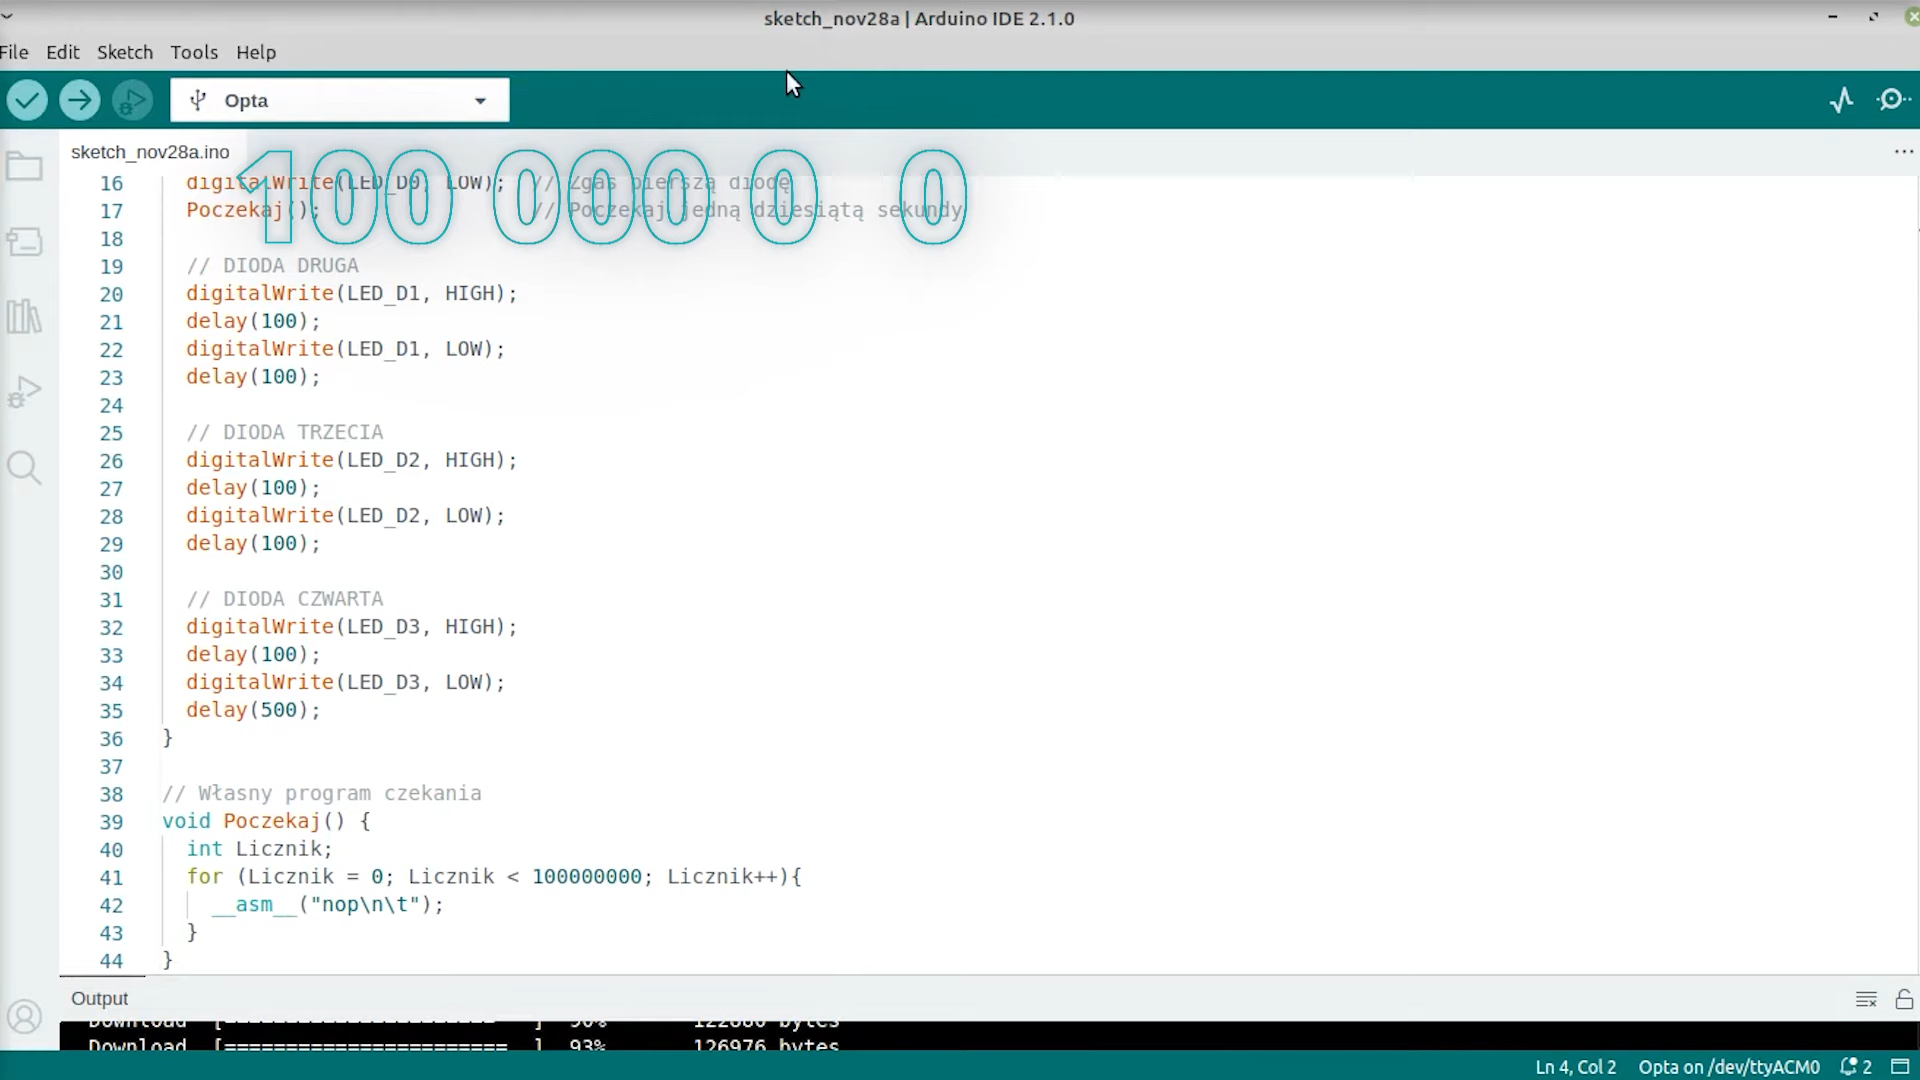 sketch_nov28a | Arduino IDE 2.1.0
File Edit Sketch Tools Help
Opta
sketch_nov28a.ino
100 000 0 0
16 digitalWrite(LED_D0, LOW); // Zgaś pierszą diodę
17 Poczekaj(); // Poczekaj jedną dziesiątą sekundy
18
19 // DIODA DRUGA
20 digitalWrite(LED_D1, HIGH);
21 delay(100);
22 digitalWrite(LED_D1, LOW);
23 delay(100);
24
25 // DIODA TRZECIA
26 digitalWrite(LED_D2, HIGH);
27 delay(100);
28 digitalWrite(LED_D2, LOW);
29 delay(100);
30
31 // DIODA CZWARTA
32 digitalWrite(LED_D3, HIGH);
33 delay(100);
34 digitalWrite(LED_D3, LOW);
35 delay(500);
36 }
37
38 // Własny program czekania
39 void Poczekaj() {
40 int Licznik;
41 for (Licznik = 0; Licznik < 100000000; Licznik++){
42 __asm__("nop\n\t");
43 }
44 }
Output
Download [====================== ] 90% 122880 bytes
Download [======================= ] 93% 126976 bytes
Ln 4, Col 2 Opta on /dev/ttyACM0 2